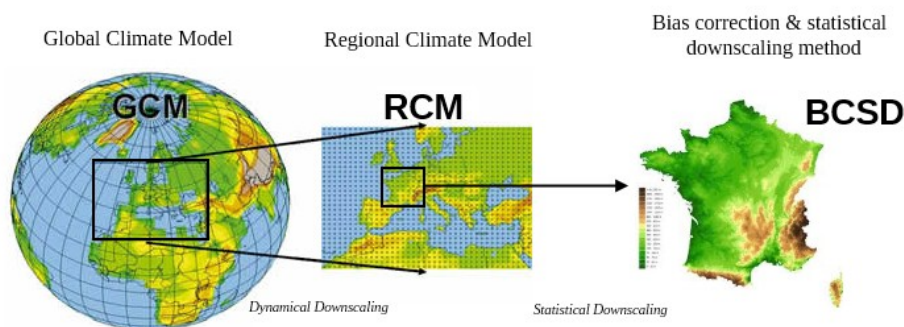 Global Climate Model
Regional Climate Model
Bias correction & statistical
downscaling method
GCM
RCM
BCSD
Dynamical Downscaling
Statistical Downscaling